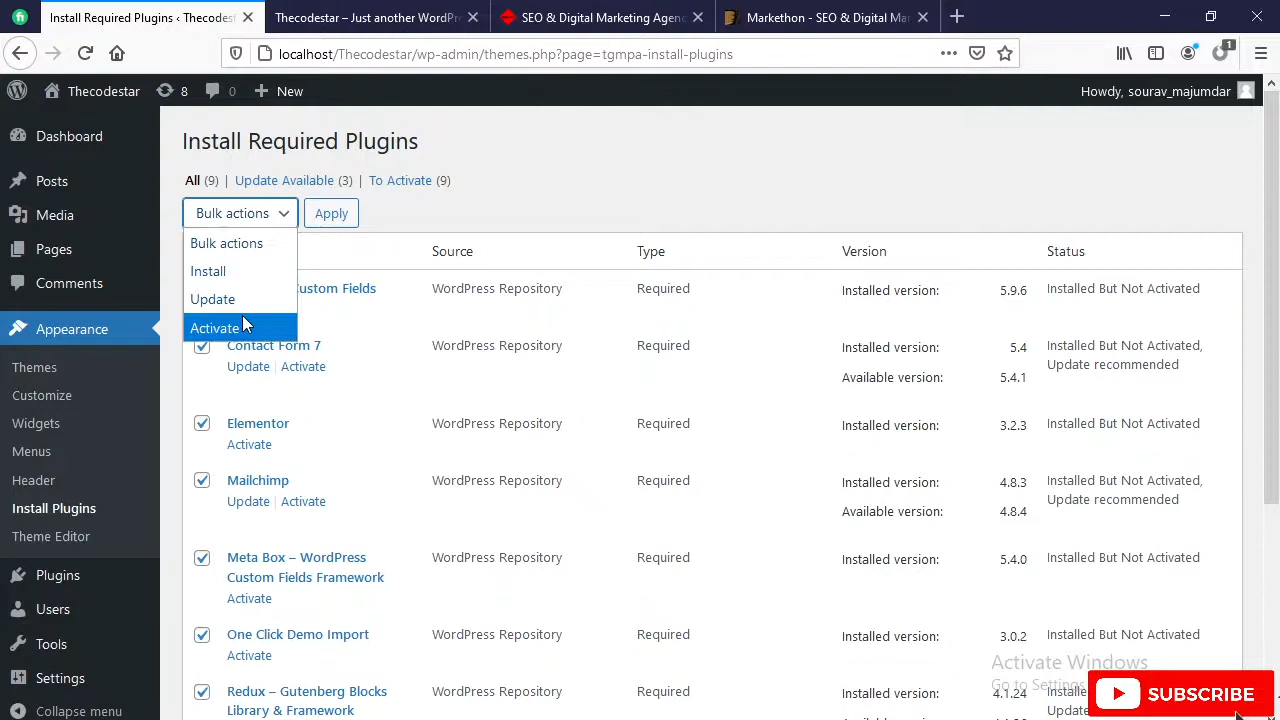 Install Required Plugins ‹ Thecodest
Thecodestar – Just another WordPr
SEO & Digital Marketing Agenc
Markethon - SEO & Digital Ma
localhost/Thecodestar/wp-admin/themes.php?page=tgmpa-install-plugins
1
Thecodestar
8
0
New
Howdy, sourav_majumdar
Dashboard
Posts
Media
Pages
Comments
Appearance
Themes
Customize
Widgets
Menus
Header
Install Plugins
Theme Editor
Plugins
Users
Tools
Settings
Collapse menu
Install Required Plugins
All (9) | Update Available (3) | To Activate (9)
Bulk actions
Apply
Bulk actions
Install
Update
Activate
Source
Type
Version
Status
Custom Fields
WordPress Repository
Required
Installed version: 5.9.6
Installed But Not Activated
Contact Form 7
Update | Activate
WordPress Repository
Required
Installed version: 5.4
Available version: 5.4.1
Installed But Not Activated,
Update recommended
Elementor
Activate
WordPress Repository
Required
Installed version: 3.2.3
Installed But Not Activated
Mailchimp
Update | Activate
WordPress Repository
Required
Installed version: 4.8.3
Available version: 4.8.4
Installed But Not Activated,
Update recommended
Meta Box – WordPress
Custom Fields Framework
Activate
WordPress Repository
Required
Installed version: 5.4.0
Installed But Not Activated
One Click Demo Import
Activate
WordPress Repository
Required
Installed version: 3.0.2
Installed But Not Activated
Redux – Gutenberg Blocks
Library & Framework
WordPress Repository
Required
Installed version: 4.1.24
Activate Windows
Go to Settings
SUBSCRIBE